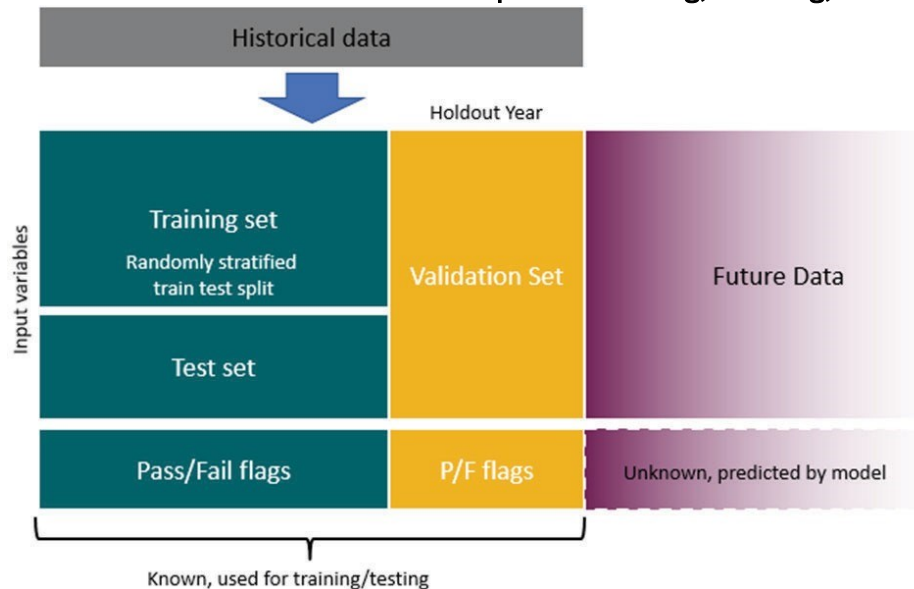 Historical data
Holdout Year
Input variables
Training set
Randomly stratified
train test split
Validation Set
Future Data
Test set
Pass/Fail flags
P/F flags
Unknown, predicted by model
Known, used for training/testing